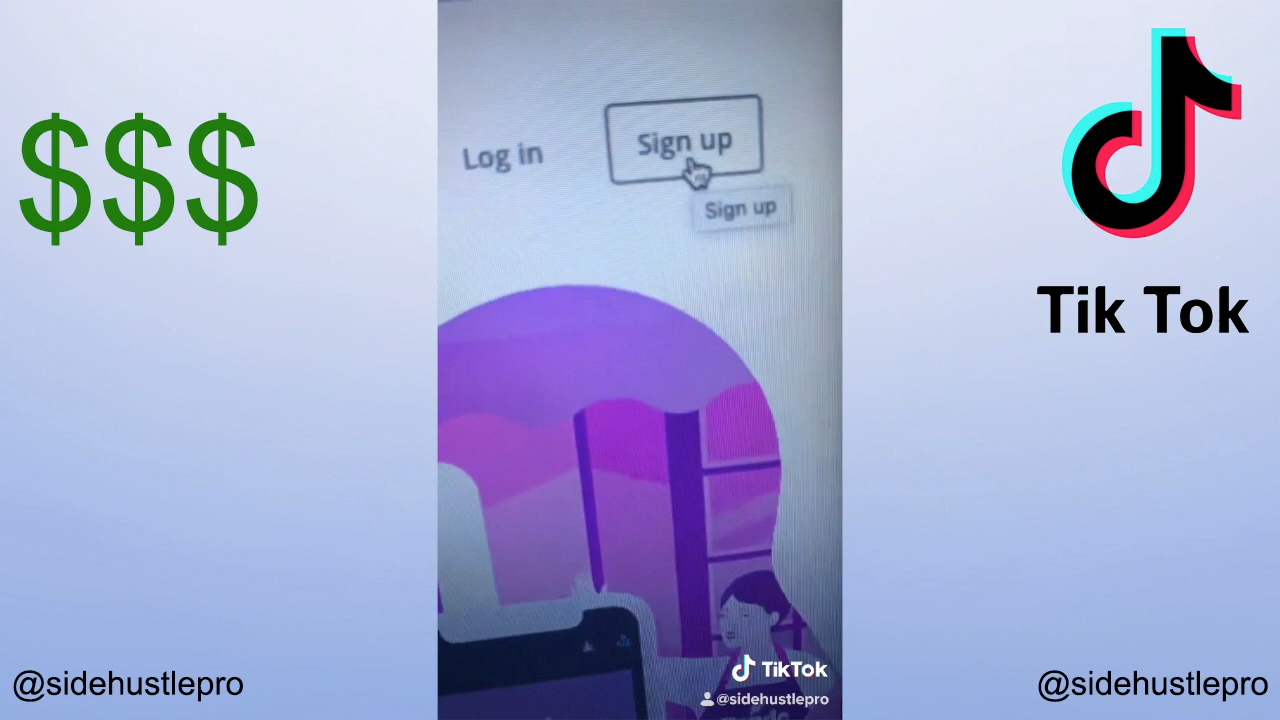 $$$
Log in
Sign up
Sign up
Tik Tok
TikTok
@sidehustlepro
@sidehustlepro
@sidehustlepro